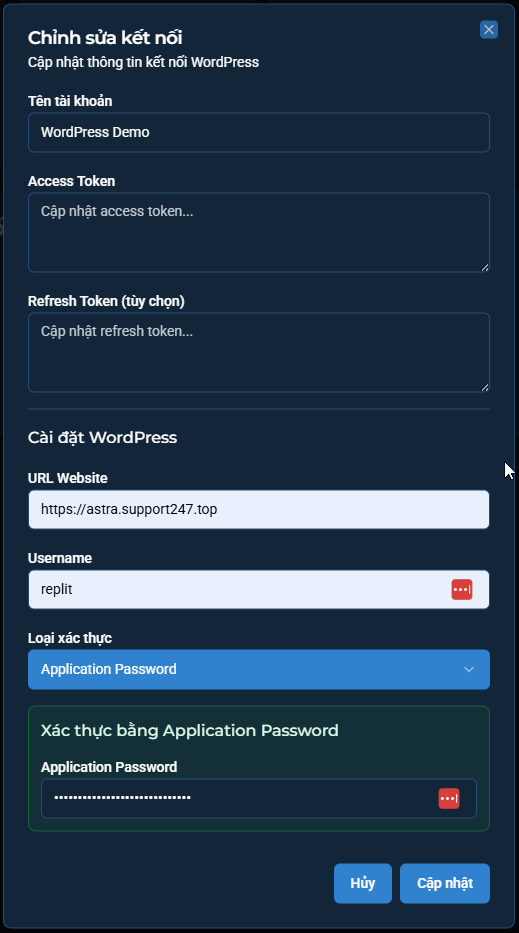 Chỉnh sửa kết nối
Cập nhật thông tin kết nối WordPress
Tên tài khoản
WordPress Demo
Access Token
Cập nhật access token...
Refresh Token (tùy chọn)
Cập nhật refresh token...
Cài đặt WordPress
URL Website
https://astra.support247.top
Username
replit
Loại xác thực
Application Password
Xác thực bằng Application Password
Application Password
••••••••••••••••••••••••••••
Hủy
Cập nhật